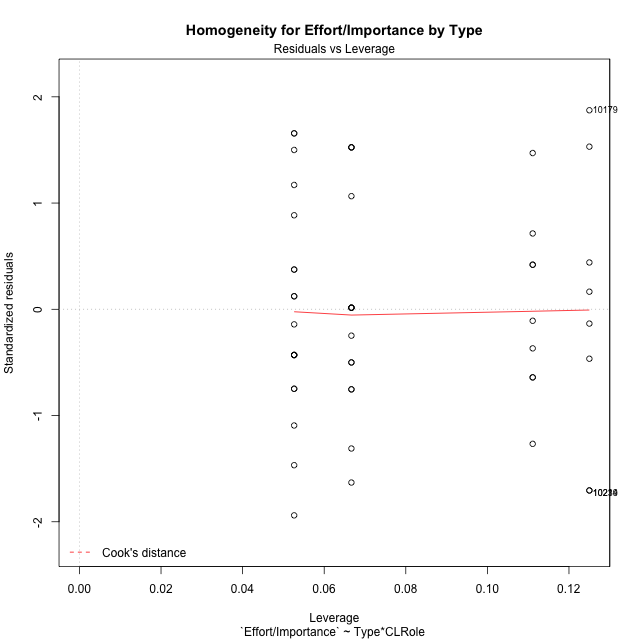 Homogeneity for Effort/Importance by Type
Residuals vs Leverage
2
1
0
-1
-2
Standardized residuals
10179
Cook's distance
0.00 0.02 0.04 0.06 0.08 0.10 0.12
Leverage
`Effort/Importance` ~ Type*CLRole